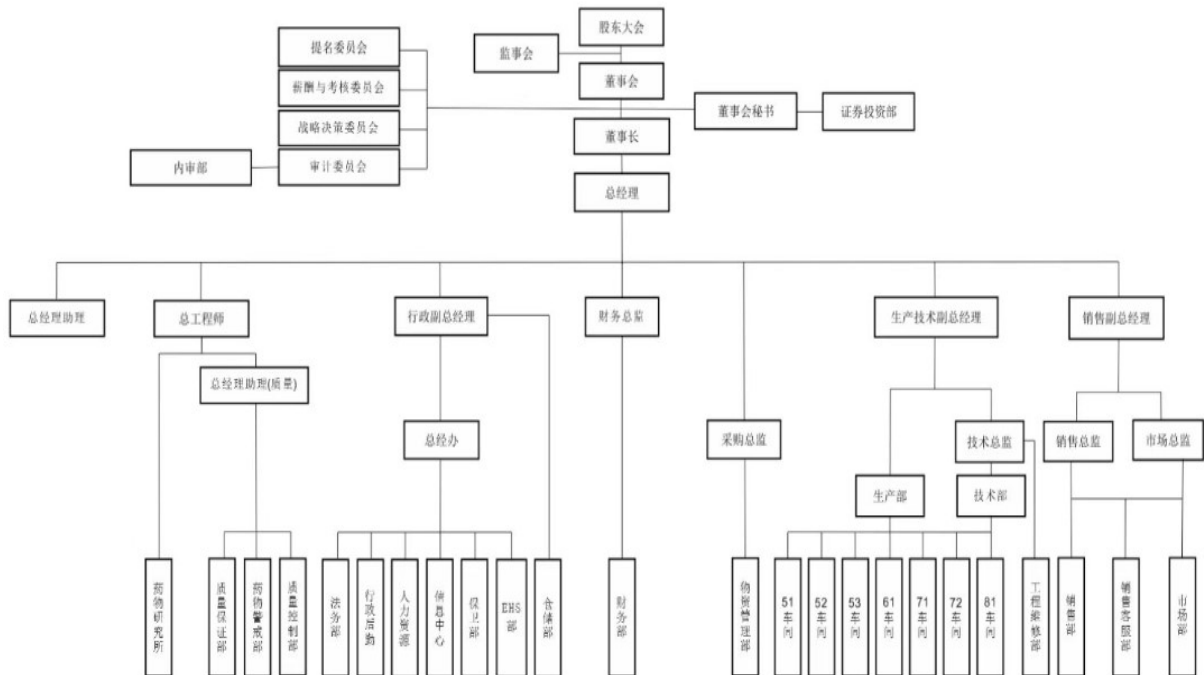 股东大会
监事会
提名委员会
董事会
薪酬与考核委员会
董事会秘书
证券投资部
战略决策委员会
董事长
内审部
审计委员会
总经理
总经理助理
总工程师
行政副总经理
财务总监
生产技术副总经理
销售副总经理
总经理助理(质量)
总经办
采购总监
技术总监
销售总监
市场总监
生产部
技术部
药物研究所
质量保证部
药物警戒部
质量控制部
法务部
行政后勤
人力资源
信息中心
保卫部
EHS部
仓储部
财务部
物资管理部
51车间
52车间
53车间
61车间
71车间
72车间
81车间
工程维修部
销售部
销售客服部
市场部